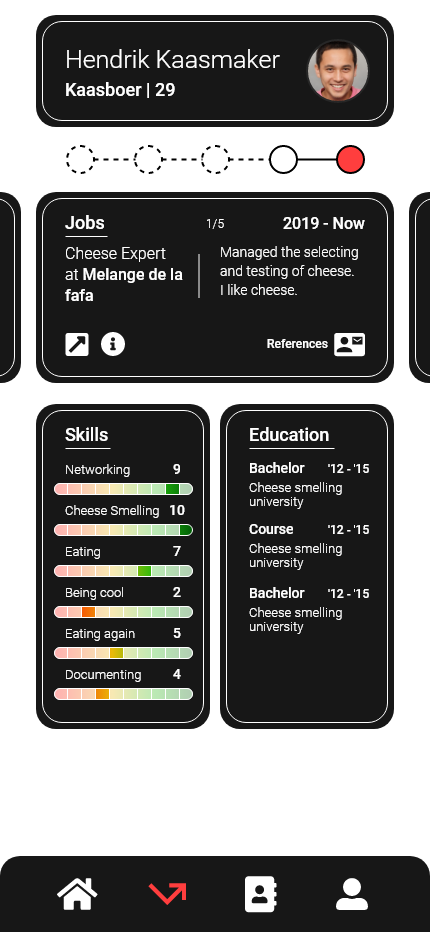 Hendrik Kaasmaker
Kaasboer | 29
Jobs
1/5
2019 - Now
Cheese Expert
at Melange de la
fafa
Managed the selecting
and testing of cheese.
I like cheese.
References
Skills
Networking 9
Cheese Smelling 10
Eating 7
Being cool 2
Eating again 5
Documenting 4
Education
Bachelor '12 - '15
Cheese smelling
university
Course '12 - '15
Cheese smelling
university
Bachelor '12 - '15
Cheese smelling
university